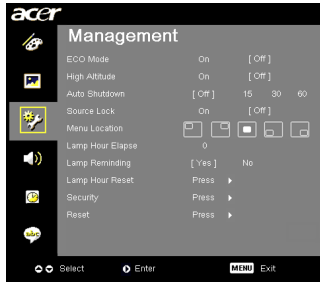 acer
Management
ECO Mode On [ Off ]
High Altitude On [ Off ]
Auto Shutdown [ Off ] 15 30 60
Source Lock On [ Off ]
Menu Location
Lamp Hour Elapse 0
Lamp Reminding [ Yes ] No
Lamp Hour Reset Press
Security Press
Reset Press
abc
Select Enter MENU Exit